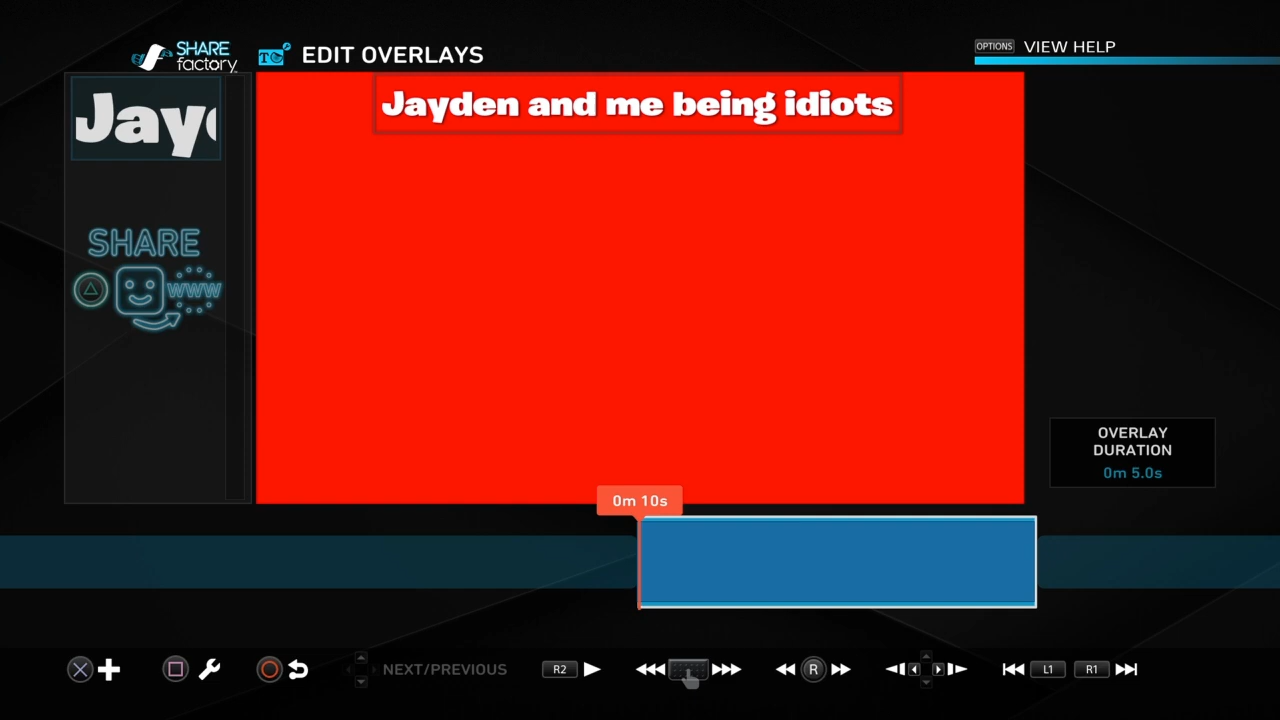 SHARE
factory™
EDIT OVERLAYS
OPTIONS VIEW HELP
Jay
Jayden and me being idiots
SHARE
www
OVERLAY
DURATION
0m 5.0s
0m 10s
NEXT/PREVIOUS
R2
R
L1
R1